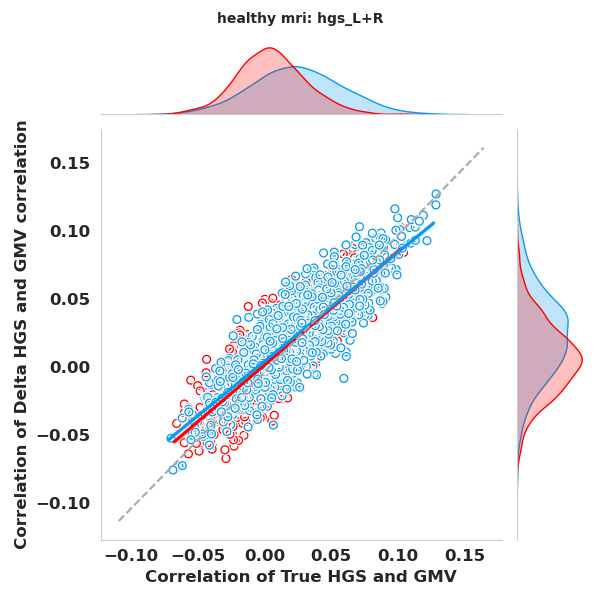 healthy mri: hgs_L+R
Correlation of Delta HGS and GMV correlation
0.15
0.10
0.05
0.00
−0.05
−0.10
−0.10 −0.05 0.00 0.05 0.10 0.15
Correlation of True HGS and GMV